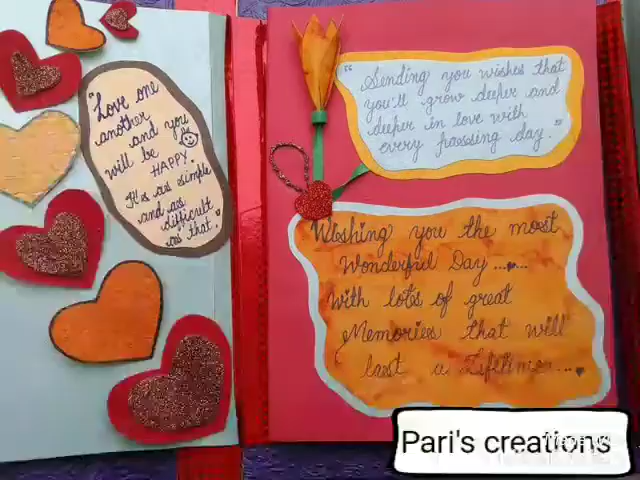 "Love one
another
and you
will be
HAPPY.
It's as simple
and as
difficult
as that."
"Sending you wishes that
you'll grow deeper and
deeper in love with
every passing day."
Wishing you the most
Wonderful Day ....
With lots of great
Memories that will
last a Lifetime...
Pari's creations